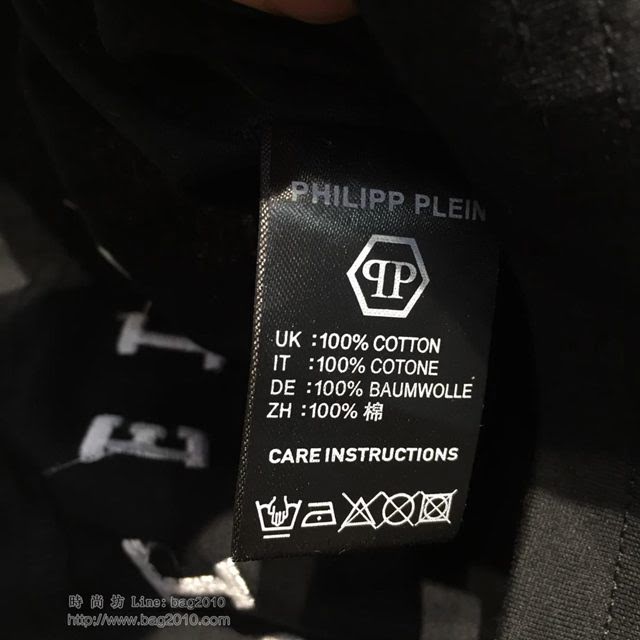 PHILIPP PLEIN
PP
UK :100% COTTON
IT :100% COTONE
DE :100% BAUMWOLLE
ZH :100% 棉
CARE INSTRUCTIONS
時尚坊 Line: bag2010
http://www.bag2010.com